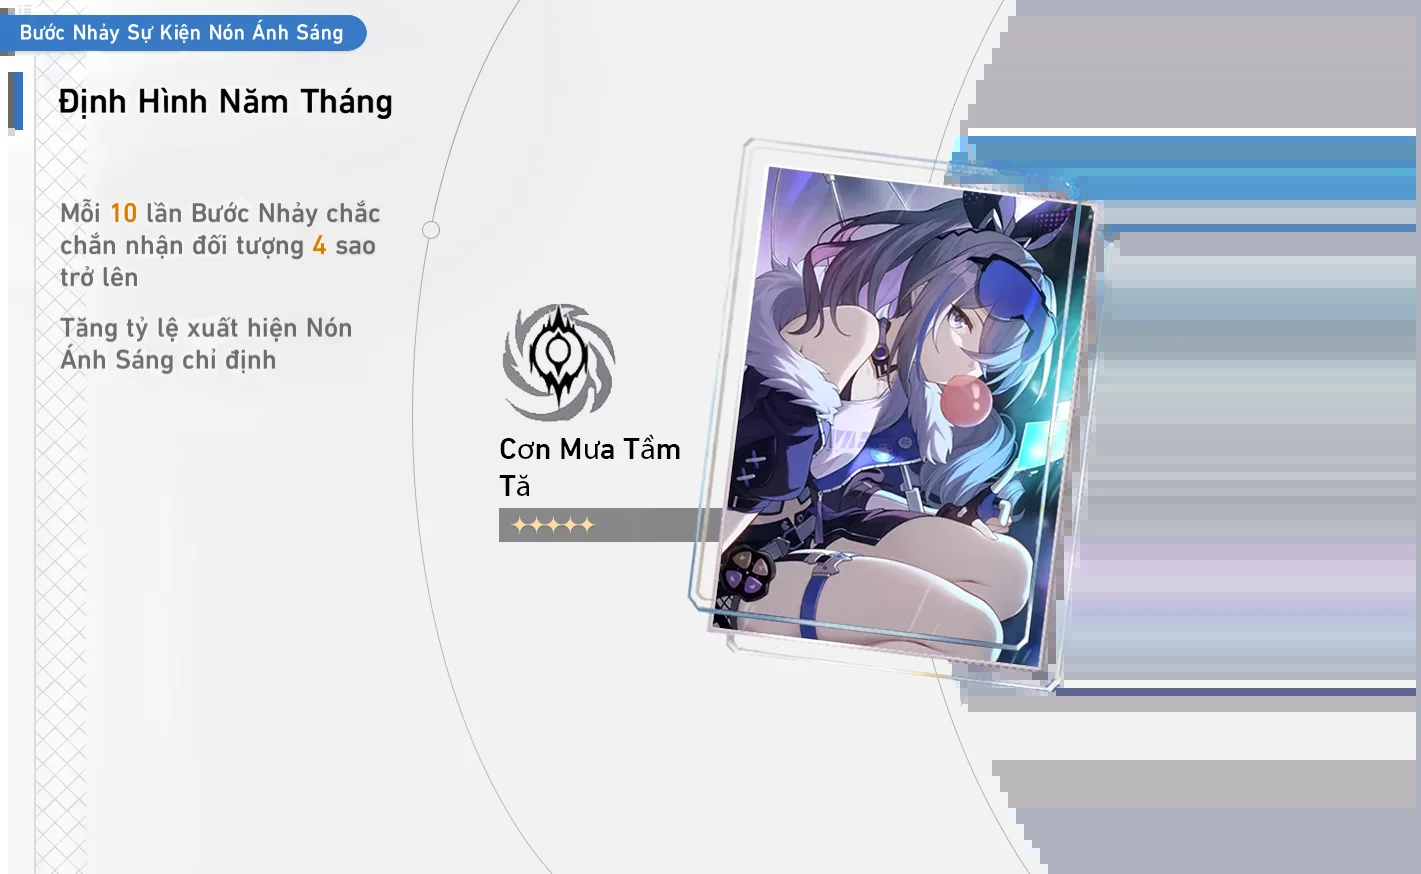 Bước Nhảy Sự Kiện Nón Ánh Sáng
Định Hình Năm Tháng
Mỗi 10 lần Bước Nhảy chắc
chắn nhận đối tượng 4 sao
trở lên
Tăng tỷ lệ xuất hiện Nón
Ánh Sáng chỉ định
Cơn Mưa Tầm
Tã